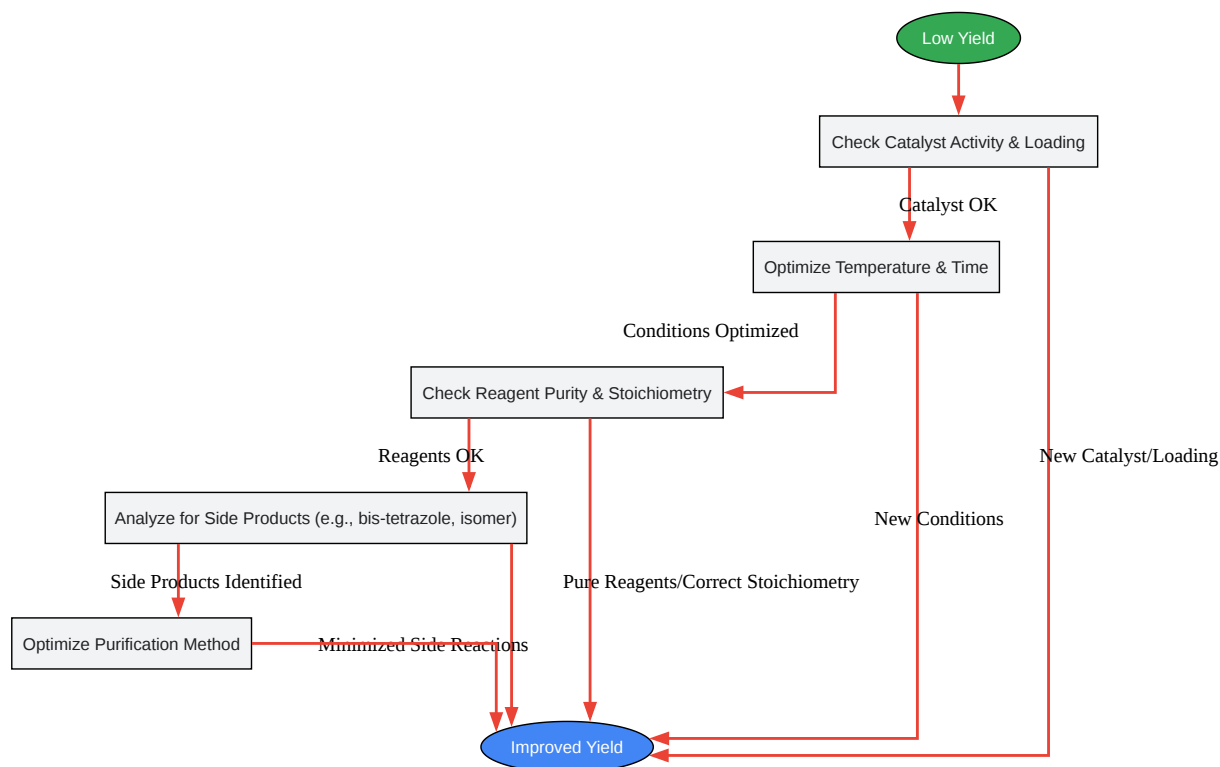 Low Yield
Check Catalyst Activity & Loading
Catalyst OK
Optimize Temperature & Time
Conditions Optimized
Check Reagent Purity & Stoichiometry
Reagents OK
New Catalyst/Loading
Analyze for Side Products (e.g., bis-tetrazole, isomer)
New Conditions
Side Products Identified
Pure Reagents/Correct Stoichiometry
Optimize Purification Method
Minimized Side Reactions
Improved Yield